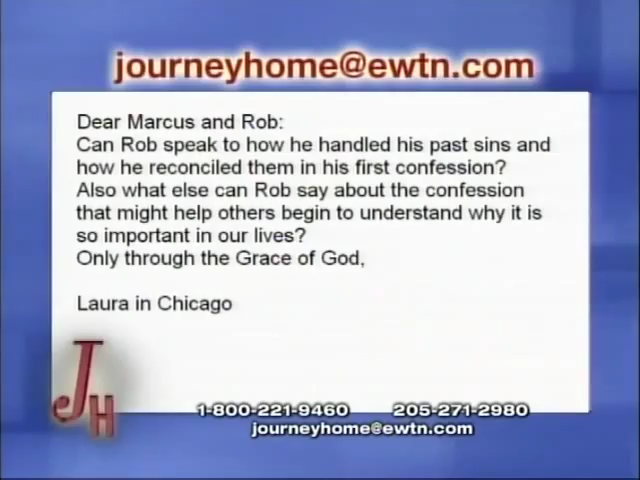 journeyhome@ewtn.com
Dear Marcus and Rob:
Can Rob speak to how he handled his past sins and
how he reconciled them in his first confession?
Also what else can Rob say about the confession
that might help others begin to understand why it is
so important in our lives?
Only through the Grace of God,
Laura in Chicago
JH
1-800-221-9460 205-271-2980
journeyhome@ewtn.com